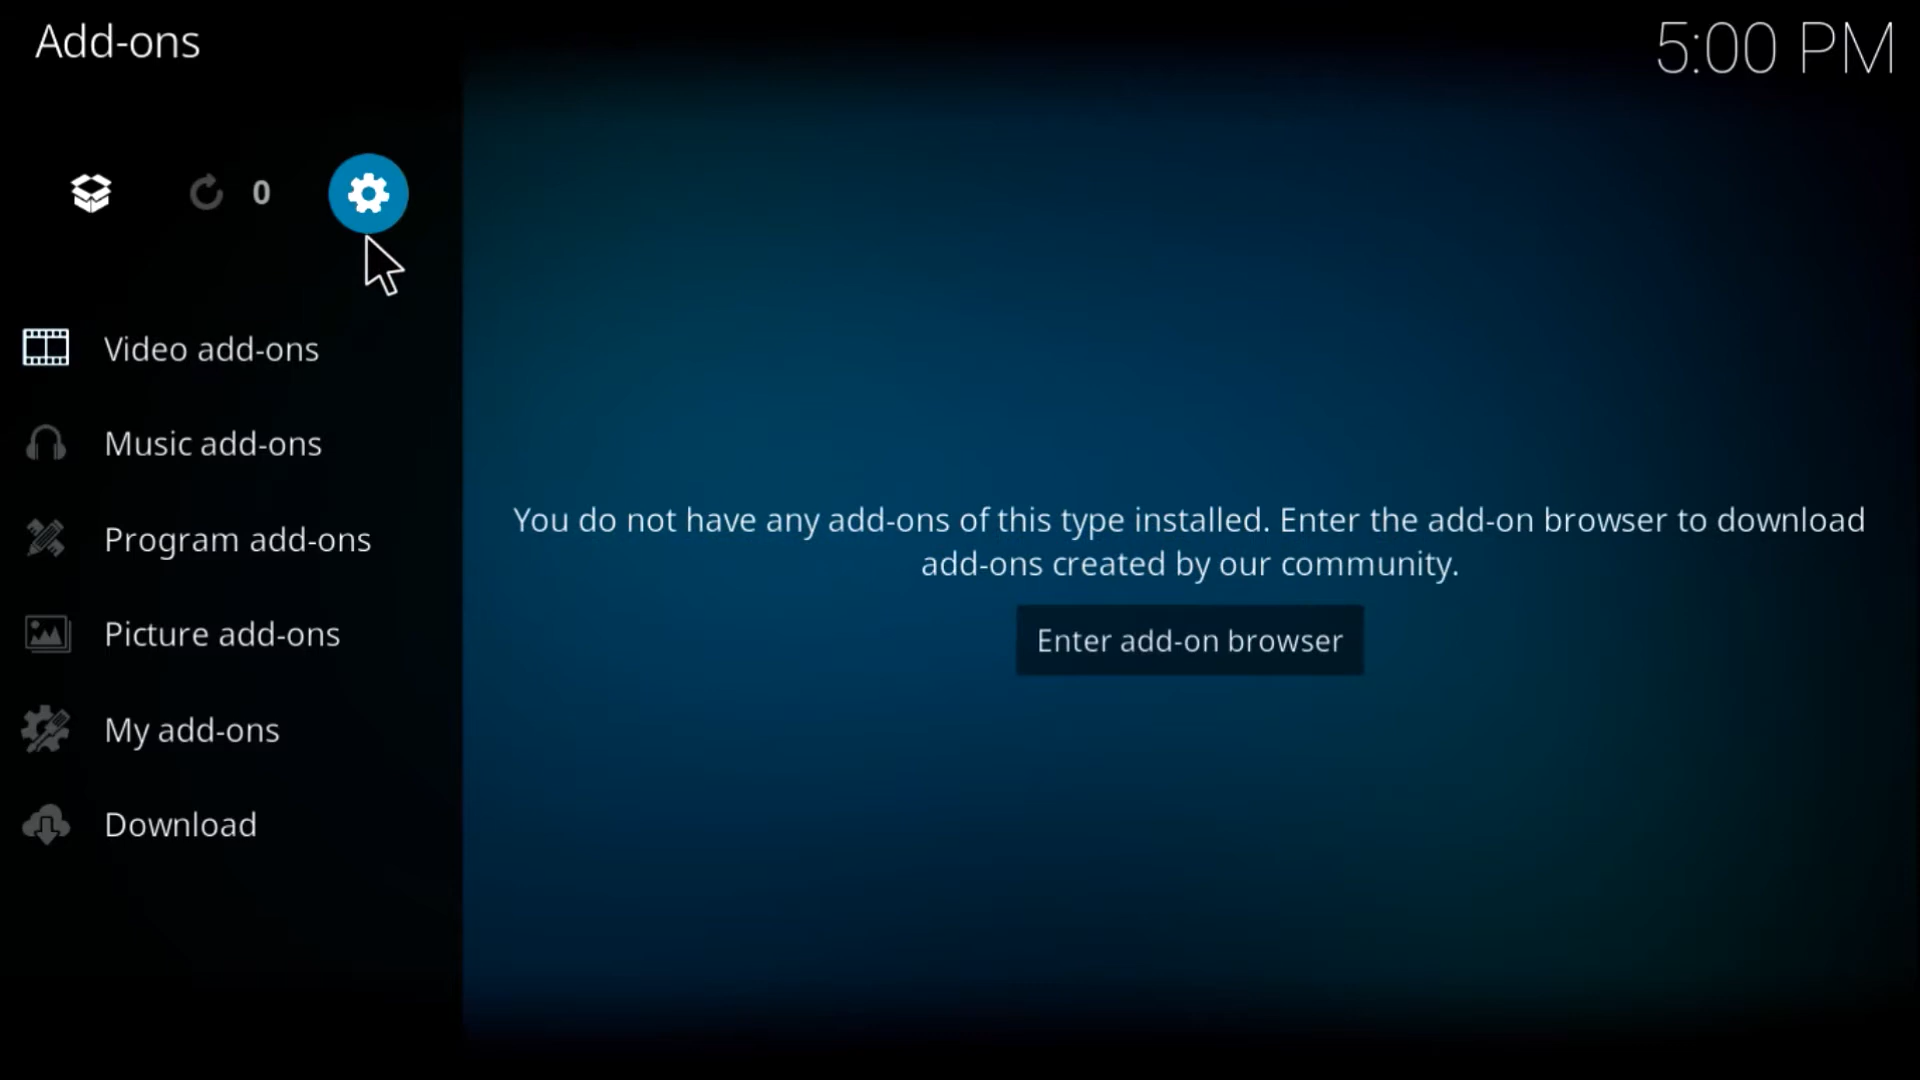 Add-ons
5:00 PM
0
Video add-ons
Music add-ons
Program add-ons
Picture add-ons
My add-ons
Download
You do not have any add-ons of this type installed. Enter the add-on browser to download
add-ons created by our community.
Enter add-on browser